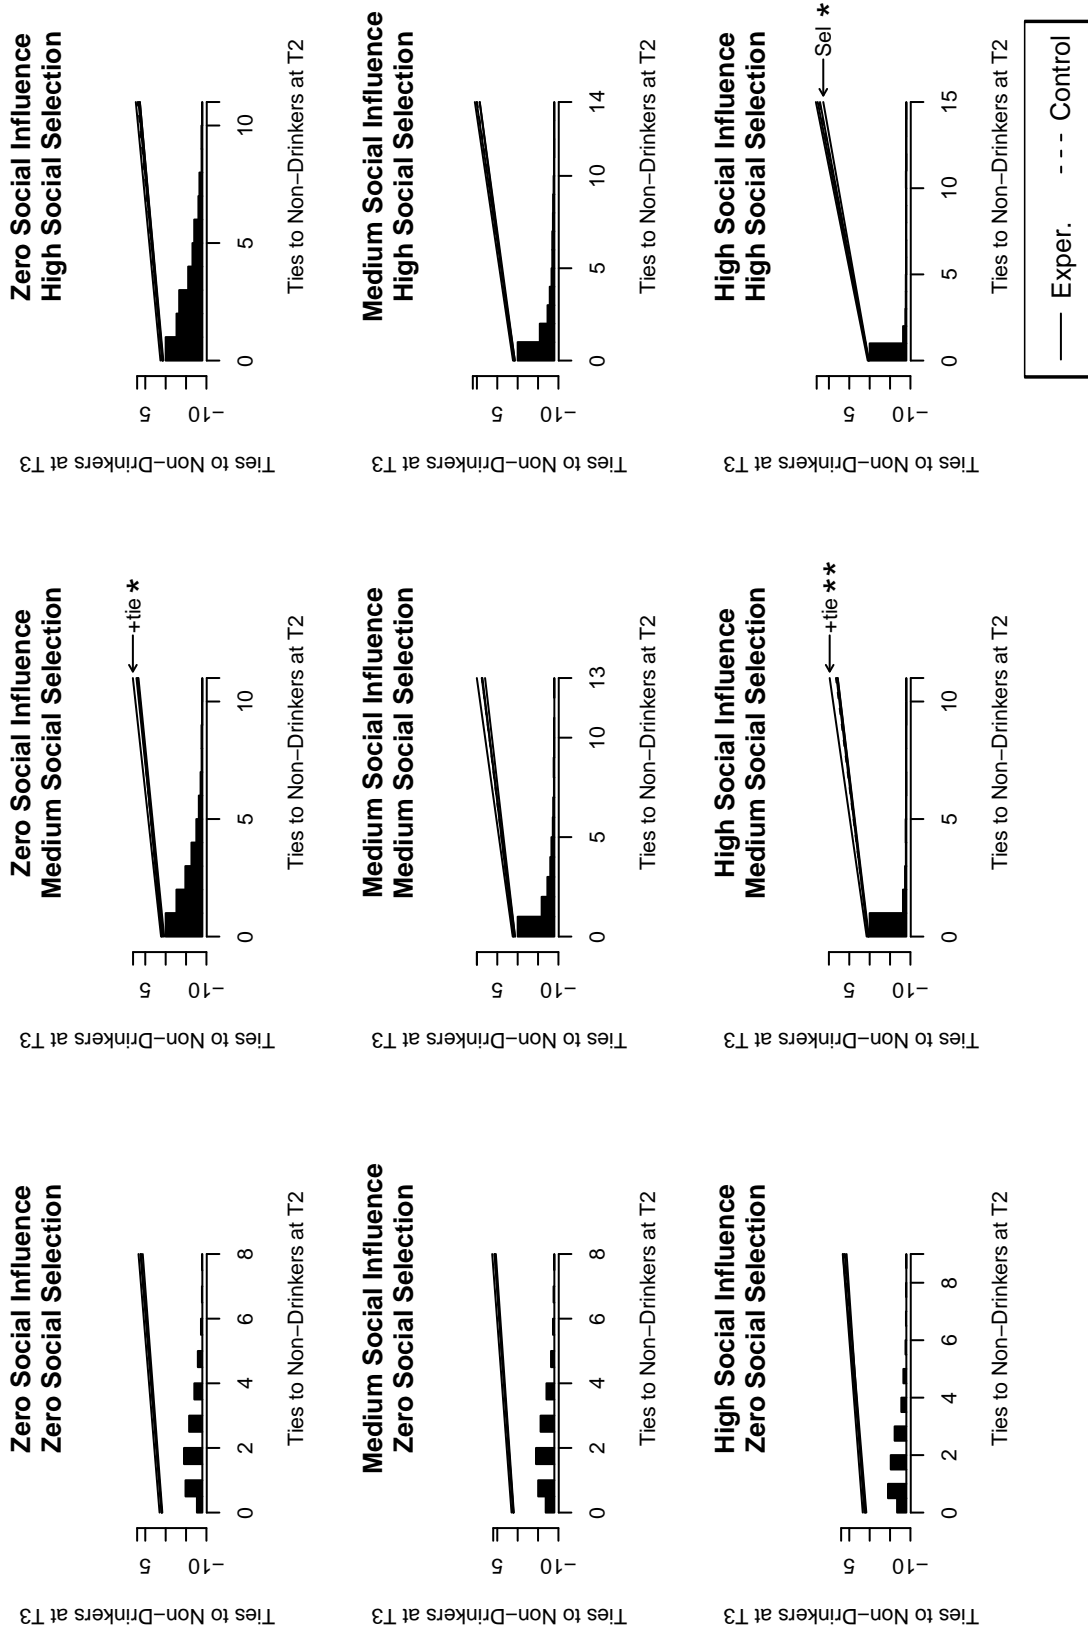 Zero Social Influence
Zero Social Selection
Ties to Non−Drinkers at T3
−10 5
0 2 4 6 8
Ties to Non−Drinkers at T2
Zero Social Influence
Medium Social Selection
Ties to Non−Drinkers at T3
−10 5
+tie *
0 5 10
Ties to Non−Drinkers at T2
Zero Social Influence
High Social Selection
Ties to Non−Drinkers at T3
−10 5
0 5 10
Ties to Non−Drinkers at T2
Medium Social Influence
Zero Social Selection
Ties to Non−Drinkers at T3
−10 5
0 2 4 6 8
Ties to Non−Drinkers at T2
Medium Social Influence
Medium Social Selection
Ties to Non−Drinkers at T3
−10 5
0 5 10 13
Ties to Non−Drinkers at T2
Medium Social Influence
High Social Selection
Ties to Non−Drinkers at T3
−10 5
0 5 10 14
Ties to Non−Drinkers at T2
High Social Influence
Zero Social Selection
Ties to Non−Drinkers at T3
−10 5
0 2 4 6 8
Ties to Non−Drinkers at T2
High Social Influence
Medium Social Selection
Ties to Non−Drinkers at T3
−10 5
+tie **
0 5 10
Ties to Non−Drinkers at T2
High Social Influence
High Social Selection
Ties to Non−Drinkers at T3
−10 5
Sel *
0 5 10 15
Ties to Non−Drinkers at T2
Exper. Control